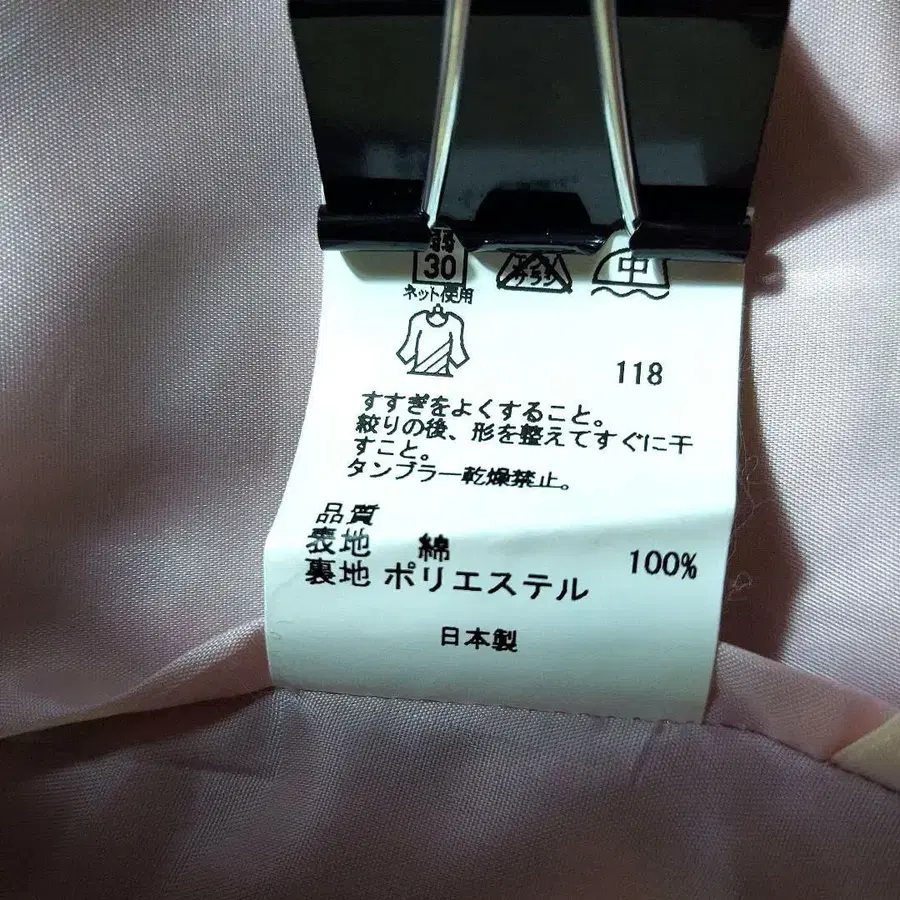 弱
30
中
ネット使用
118
すすぎをよくすること。
絞りの後、形を整えてすぐに干
すこと。
タンブラー乾燥禁止。
品質
表地 綿
裏地 ポリエステル 100%
日本製